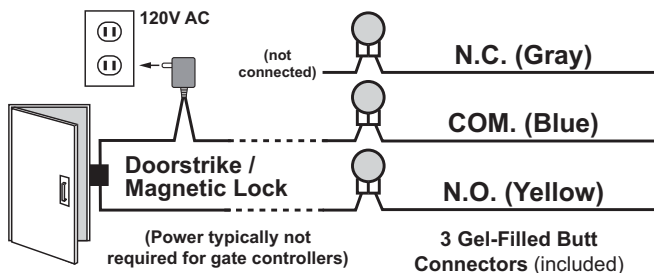 120V AC
(not
connected)
N.C. (Gray)
COM. (Blue)
Doorstrike /
Magnetic Lock
N.O. (Yellow)
(Power typically not
required for gate controllers)
3 Gel-Filled Butt
Connectors (included)